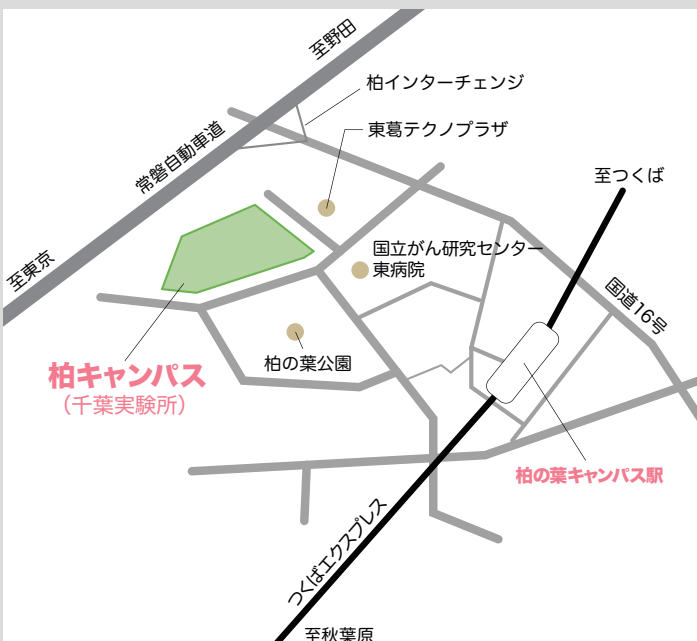 至野田
柏インターチェンジ
東葛テクノプラザ
常磐自動車道
至つくば
国立がん研究センター
東病院
至東京
国道16号
柏の葉公園
柏キャンパス
（千葉実験所）
柏の葉キャンパス駅
つくばエクスプレス
至秋葉原